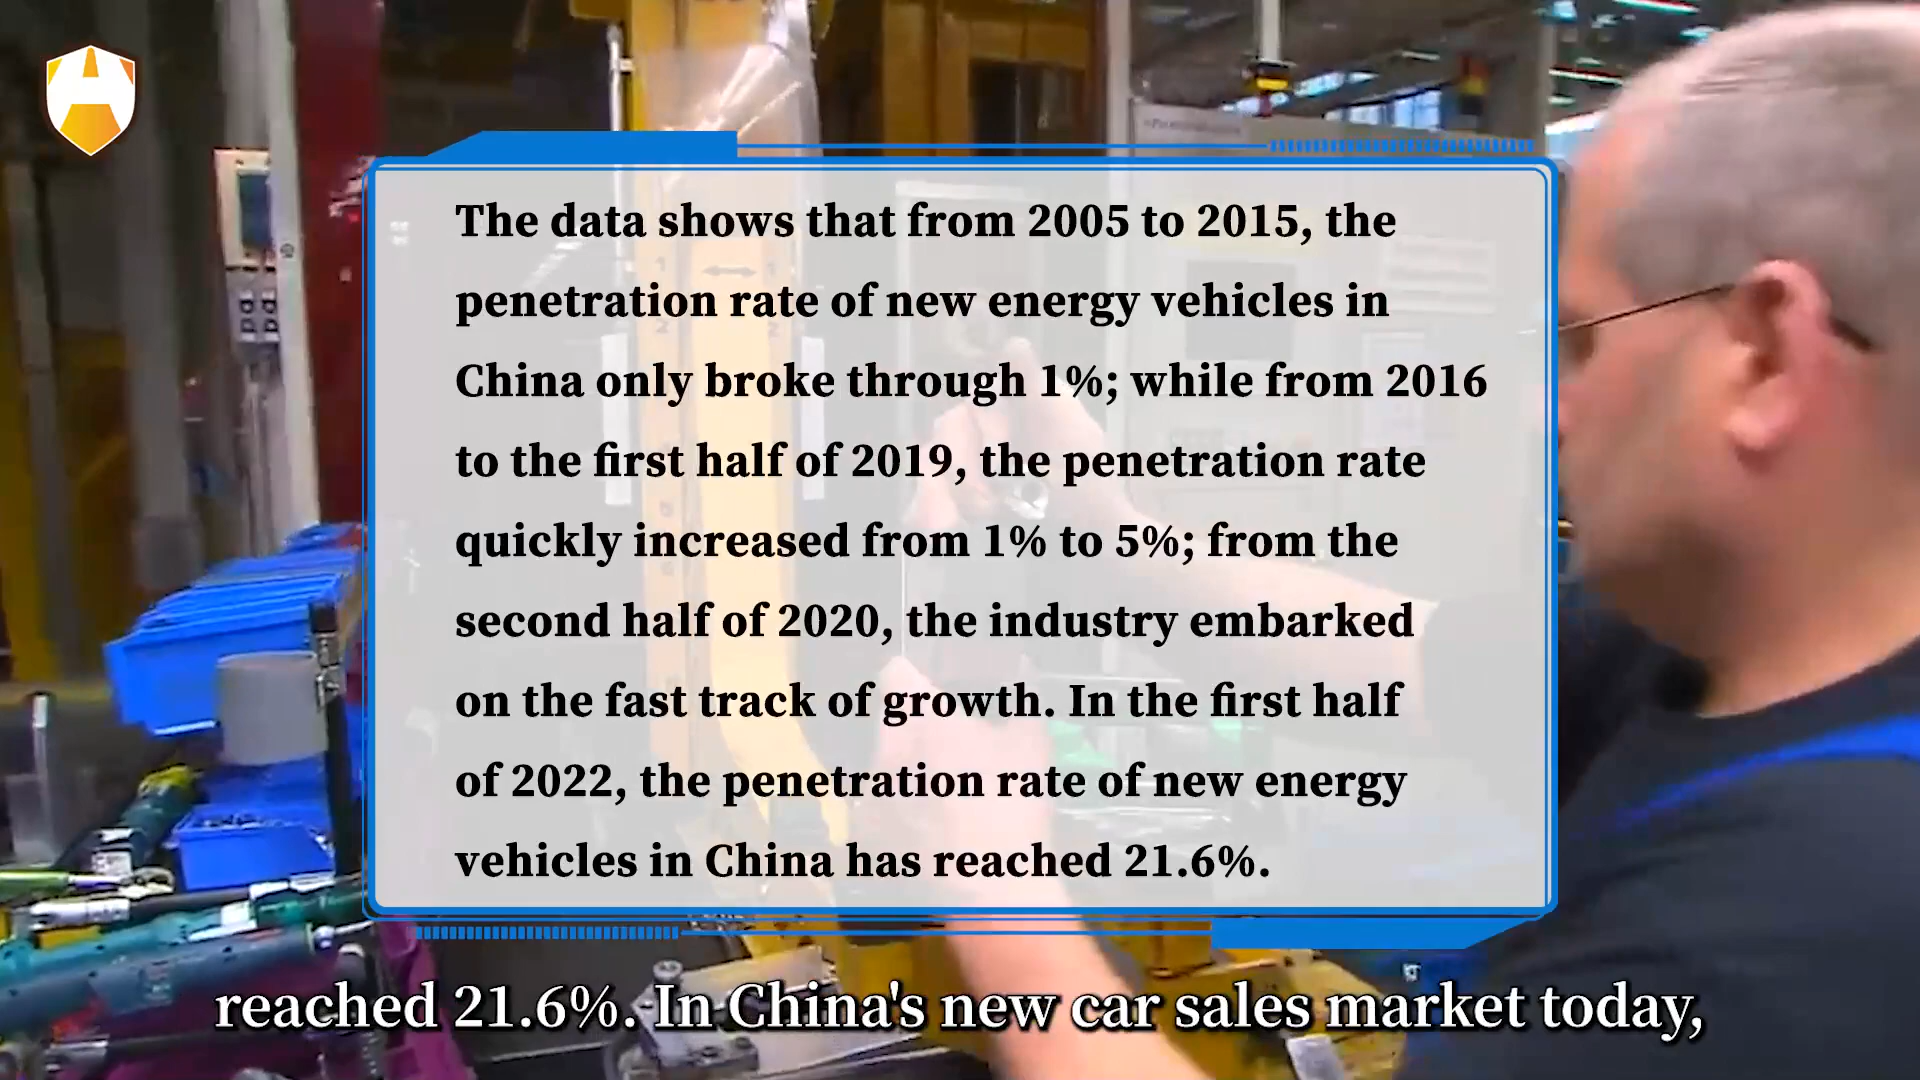 The data shows that from 2005 to 2015, the
penetration rate of new energy vehicles in
China only broke through 1%; while from 2016
to the first half of 2019, the penetration rate
quickly increased from 1% to 5%; from the
second half of 2020, the industry embarked
on the fast track of growth. In the first half
of 2022, the penetration rate of new energy
vehicles in China has reached 21.6%.
reached 21.6%. In China's new car sales market today,